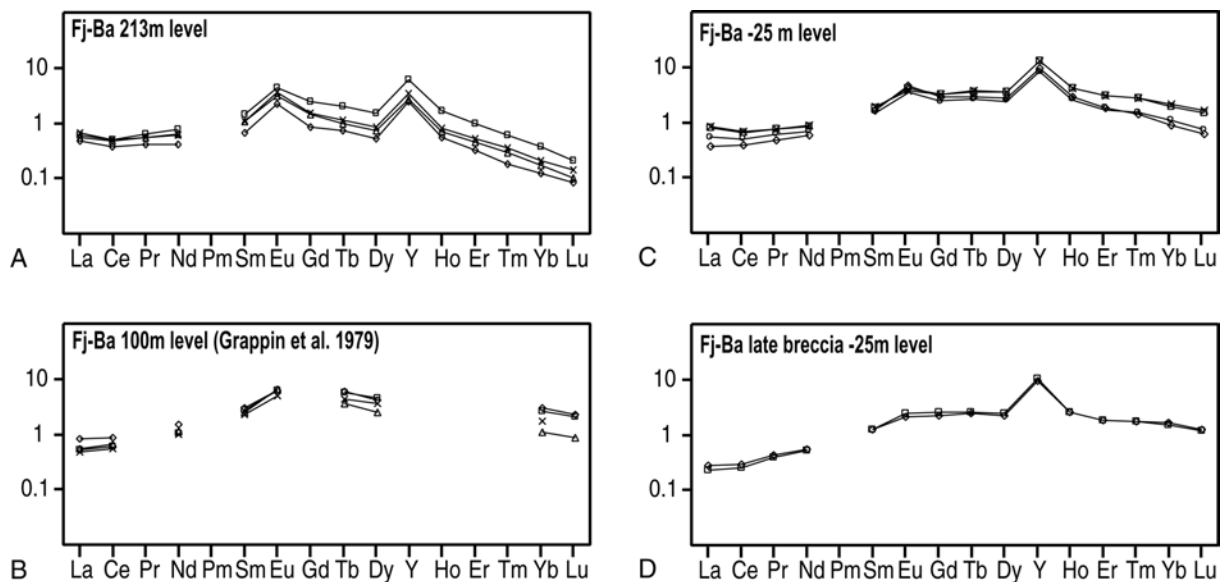 Fj-Ba 213m level
10
1
0.1
A
La Ce Pr Nd Pm Sm Eu Gd Tb Dy Y Ho Er Tm Yb Lu
Fj-Ba -25 m level
10
1
0.1
C
La Ce Pr Nd Pm Sm Eu Gd Tb Dy Y Ho Er Tm Yb Lu
Fj-Ba 100m level (Grappin et al. 1979)
10
1
0.1
B
La Ce Pr Nd Pm Sm Eu Gd Tb Dy Y Ho Er Tm Yb Lu
Fj-Ba late breccia -25m level
10
1
0.1
D
La Ce Pr Nd Pm Sm Eu Gd Tb Dy Y Ho Er Tm Yb Lu